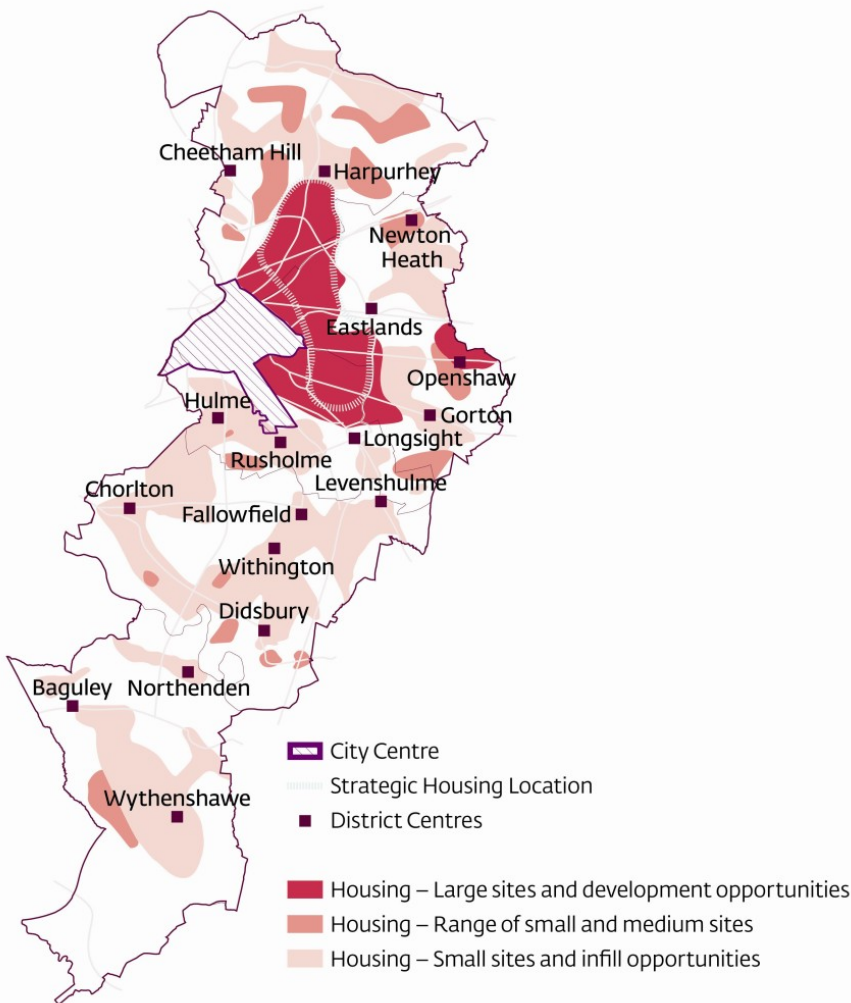 Cheetham Hill
Harpurhey
Newton
Heath
Eastlands
Openshaw
Hulme
Gorton
Longsight
Rusholme
Levenshulme
Chorlton
Fallowfield
Withington
Didsbury
Baguley
Northenden
Wythenshawe
City Centre
Strategic Housing Location
District Centres
Housing – Large sites and development opportunities
Housing – Range of small and medium sites
Housing – Small sites and infill opportunities